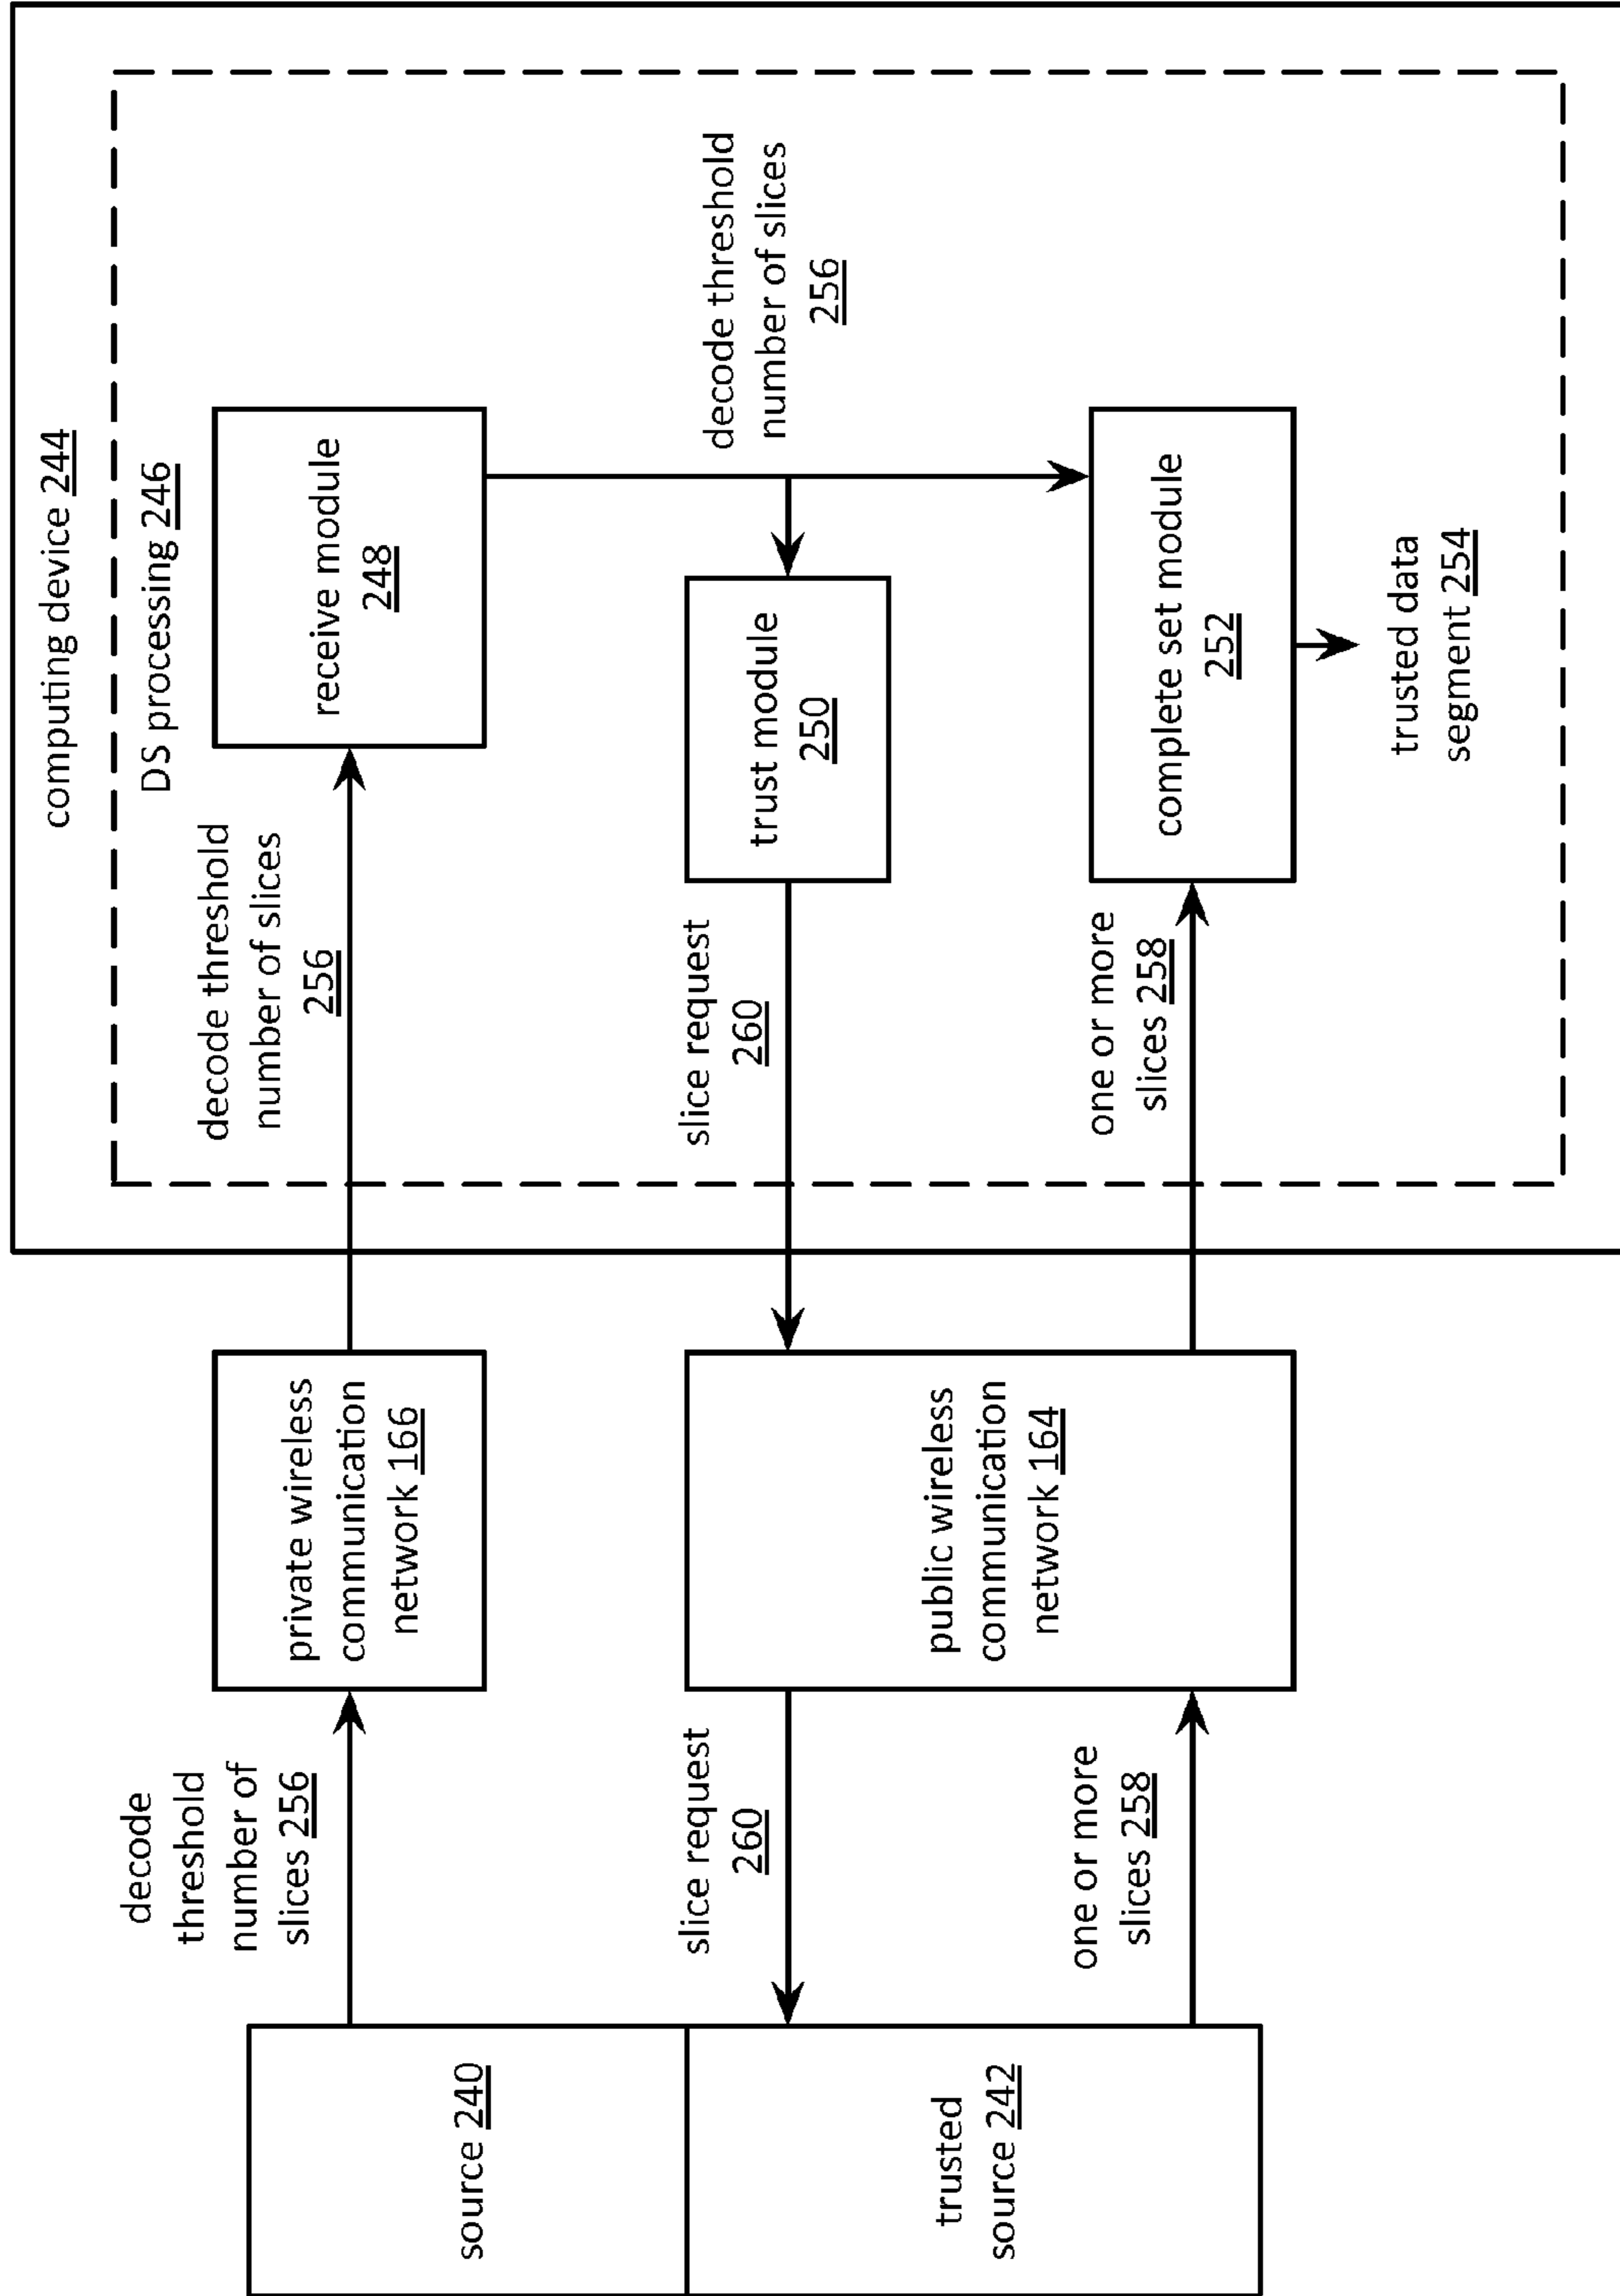 computing device 244
DS processing 246
source 240
decode
threshold
number of
slices 256
private wireless
communication
network 166
decode threshold
number of slices
256
receive module
248
decode threshold
number of slices
256
trusted
source 242
slice request
260
public wireless
communication
network 164
slice request
260
trust module
250
one or more
slices 258
one or more
slices 258
complete set module
252
trusted data
segment 254